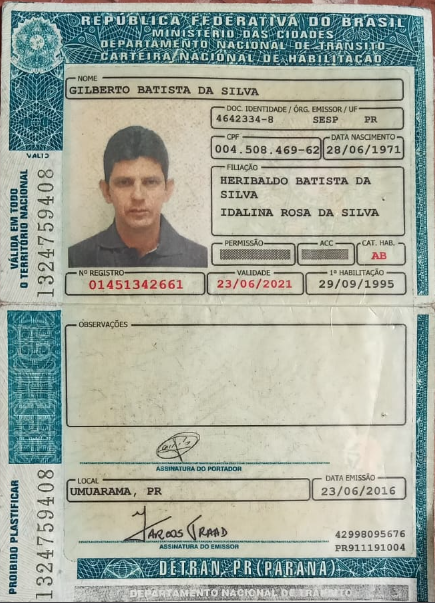 REPÚBLICA FEDERATIVA DO BRASIL
MINISTÉRIO DAS CIDADES
DEPARTAMENTO NACIONAL DE TRÂNSITO
CARTEIRA NACIONAL DE HABILITAÇÃO
NOME
GILBERTO BATISTA DA SILVA
DOC. IDENTIDADE / ÓRG. EMISSOR / UF
4642334-8 SESP PR
CPF DATA NASCIMENTO
004.508.469-62 28/06/1971
FILIAÇÃO
HERIBALDO BATISTA DA
SILVA
IDALINA ROSA DA SILVA
PERMISSÃO ACC CAT. HAB.
AB
Nº REGISTRO VALIDADE 1ª HABILITAÇÃO
01451342661 23/06/2021 29/09/1995
VÁLIDA EM TODO
O TERRITÓRIO NACIONAL
1324759408
OBSERVAÇÕES
ASSINATURA DO PORTADOR
LOCAL DATA EMISSÃO
UMUARAMA, PR 23/06/2016
42998095676
PR911191004
ASSINATURA DO EMISSOR
PROIBIDO PLASTIFICAR
1324759408
DETRAN, PR (PARANÁ)
DEPARTAMENTO NACIONAL DE TRÂNSITO